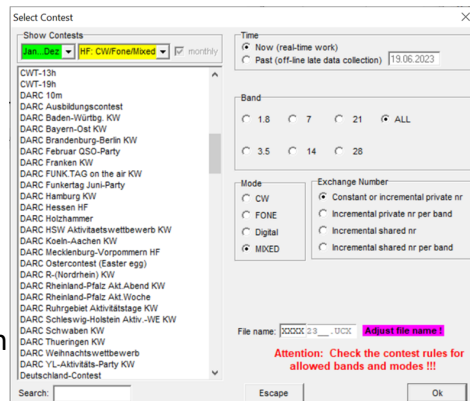 Select Contest
Show Contests
Jan...Dez
HF: CW/Fone/Mixed
monthly
CWT-13h
CWT-19h
DARC 10m
DARC Ausbildungscontest
DARC Baden-Würtbg. KW
DARC Bayern-Ost KW
DARC Brandenburg-Berlin KW
DARC Februar QSO-Party
DARC Franken KW
DARC FUNK.TAG on the air KW
DARC Funkertag Juni-Party
DARC Hamburg KW
DARC Hessen HF
DARC Holzhammer
DARC HSW Aktivitaetswettbewerb KW
DARC Koeln-Aachen KW
DARC Mecklenburg-Vorpommern HF
DARC Ostercontest (Easter egg)
DARC R-(Nordrhein) KW
DARC Rheinland-Pfalz Akt.Abend KW
DARC Rheinland-Pfalz Akt.Woche
DARC Ruhrgebiet Aktivitätstage KW
DARC Schleswig-Holstein Aktiv.-WE KW
DARC Schwaben KW
DARC Thueringen KW
DARC Weihnachtswettbewerb
DARC YL-Aktivitäts-Party KW
Deutschland-Contest
Search:
Time
Now (real-time work)
Past (off-line late data collection) 19.06.2023
Band
1.8 7 21 ALL
3.5 14 28
Mode
CW
FONE
Digital
MIXED
Exchange Number
Constant or incremental private nr
Incremental private nr per band
Incremental shared nr
Incremental shared nr per band
File name: XXXX 23__.UCX Adjust file name !
Attention: Check the contest rules for
allowed bands and modes !!!
Escape
Ok